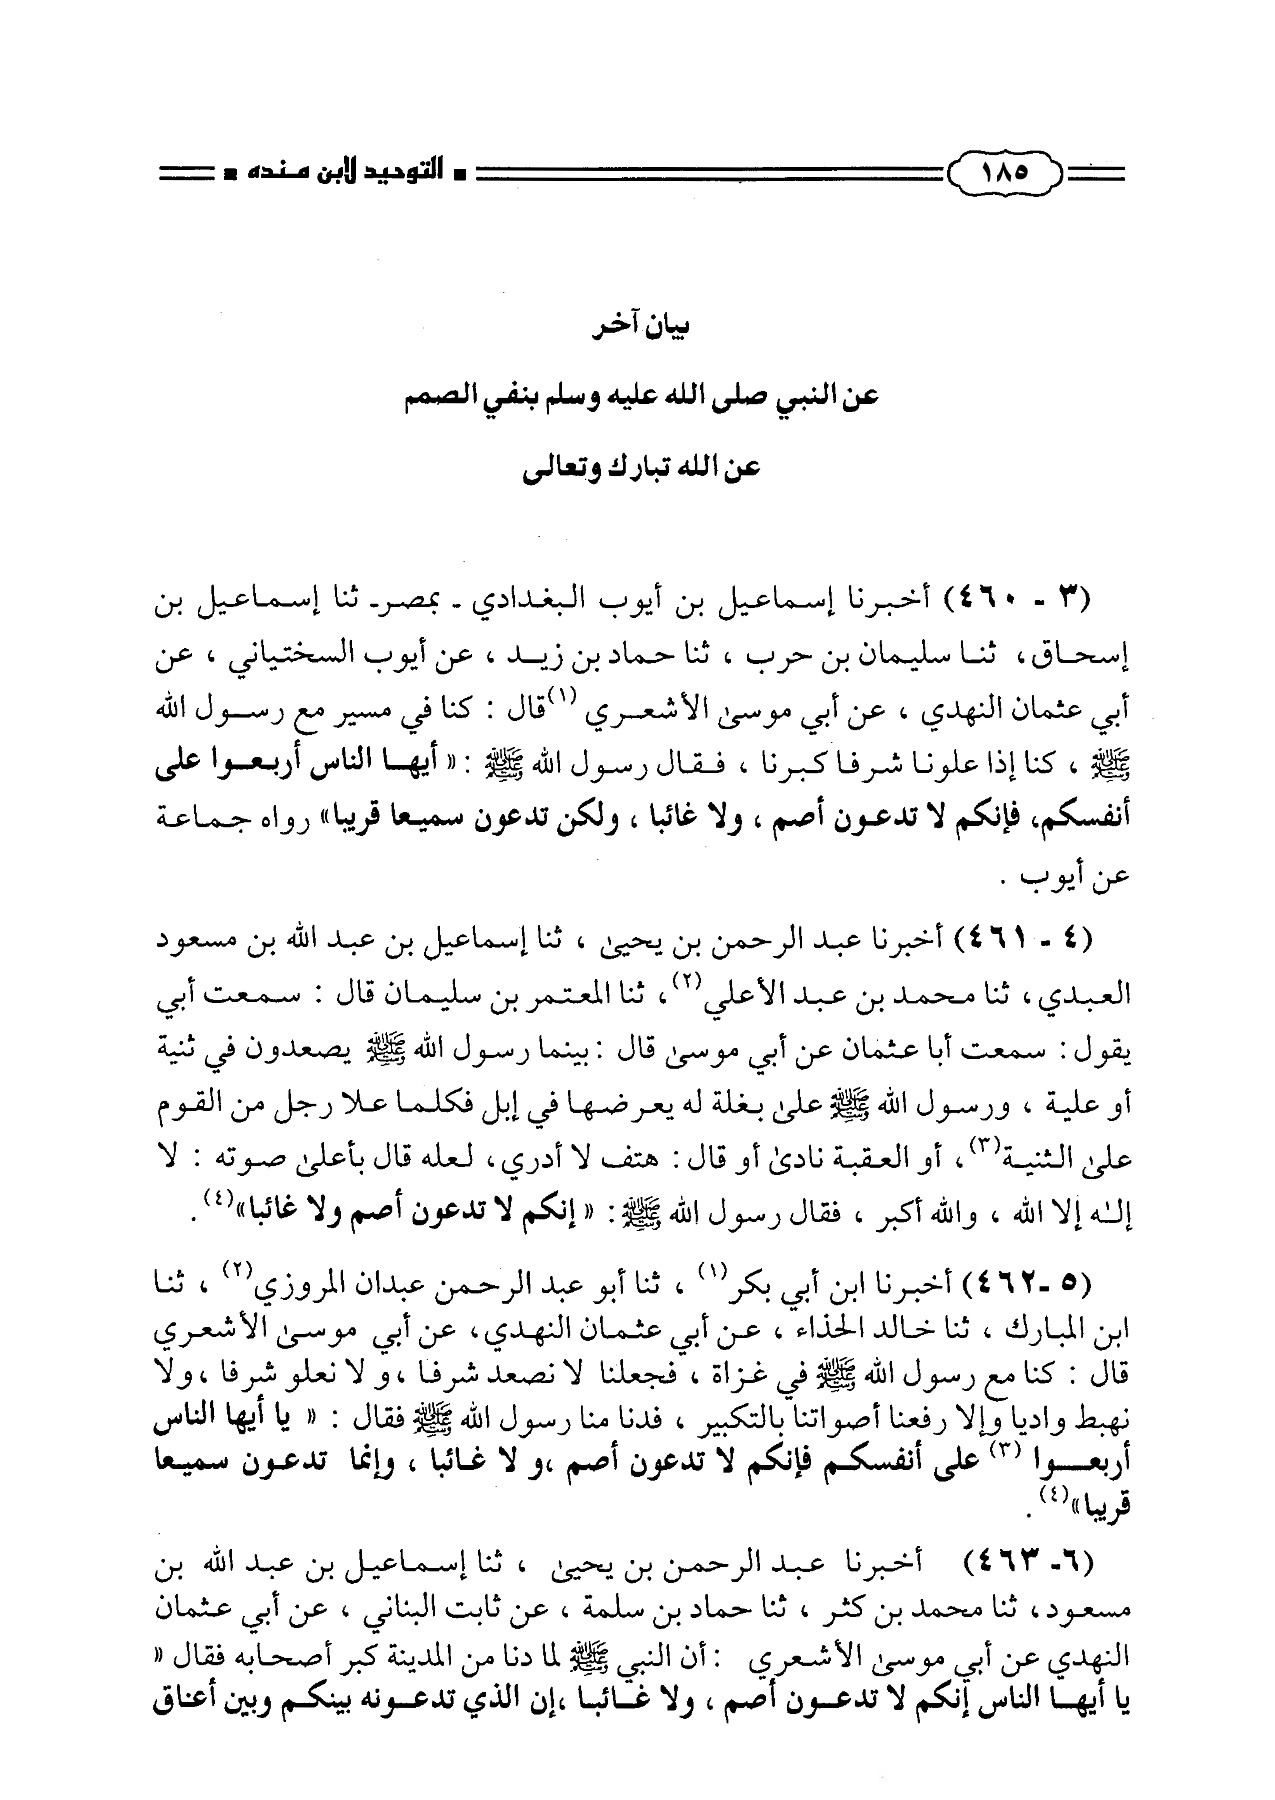 ١٨٥ ▪ التوحيد لابن منده ▪
بيان آخر
عن النبي صلى الله عليه وسلم بنفي الصمم
عن الله تبارك وتعالى
(٣ - ٤٦٠) أخبرنا إسماعيل بن أيوب البغدادي ـ بمصر ـ ثنا إسماعيل بن
إسحاق، ثنا سليمان بن حرب ، ثنا حماد بن زيد ، عن أيوب السختياني ، عن
أبي عثمان النهدي ، عن أبي موسى الأشعري (١)قال : كنا في مسير مع رسول الله
ﷺ ، كنا إذا علونا شرفا كبرنا ، فقال رسول الله ﷺ :« أيها الناس أربعوا على
أنفسكم، فإنكم لا تدعون أصم ، ولا غائبا ، ولكن تدعون سميعا قريبا» رواه جماعة
عن أيوب .
(٤ - ٤٦١) أخبرنا عبد الرحمن بن يحيى ، ثنا إسماعيل بن عبد الله بن مسعود
العبدي، ثنا محمد بن عبد الأعلي(٢)، ثنا المعتمر بن سليمان قال : سمعت أبي
يقول : سمعت أبا عثمان عن أبي موسى قال :بينما رسول الله ﷺ يصعدون في ثنية
أو علية ، ورسول الله ﷺ على بغلة له يعرضها في إبل فكلما علا رجل من القوم
على الثنية(٣)، أو العقبة نادى أو قال : هتف لا أدري، لعله قال بأعلى صوته : لا
إله إلا الله ، والله أكبر ، فقال رسول الله ﷺ: « إنكم لا تدعون أصم ولا غائبا»(٤).
(٥ -٤٦٢) أخبرنا ابن أبي بكر(١) ، ثنا أبو عبد الرحمن عبدان المروزي(٢) ، ثنا
ابن المبارك ، ثنا خالد الحذاء ، عن أبي عثمان النهدي، عن أبي موسى الأشعري
قال : كنا مع رسول الله ﷺ في غزاة ، فجعلنا لا نصعد شرفا ،و لا نعلو شرفا ،ولا
نهبط واديا وإلا رفعنا أصواتنا بالتكبير ، فدنا منا رسول الله ﷺ فقال : « يا أيها الناس
أربعوا (٣) على أنفسكم فإنكم لا تدعون أصم ،و لا غائبا ، وإنما تدعون سميعا
قريبا»(٤).
(٦- ٤٦٣) أخبرنا عبد الرحمن بن يحيى ، ثنا إسماعيل بن عبد الله بن
مسعود، ثنا محمد بن كثر ، ثنا حماد بن سلمة ، عن ثابت البناني ، عن أبي عثمان
النهدي عن أبي موسى الأشعري :أن النبي ﷺ لما دنا من المدينة كبر أصحابه فقال «
يا أيها الناس إنكم لا تدعون أصم ، ولا غائبا ،إن الذي تدعونه بينكم وبين أعناق